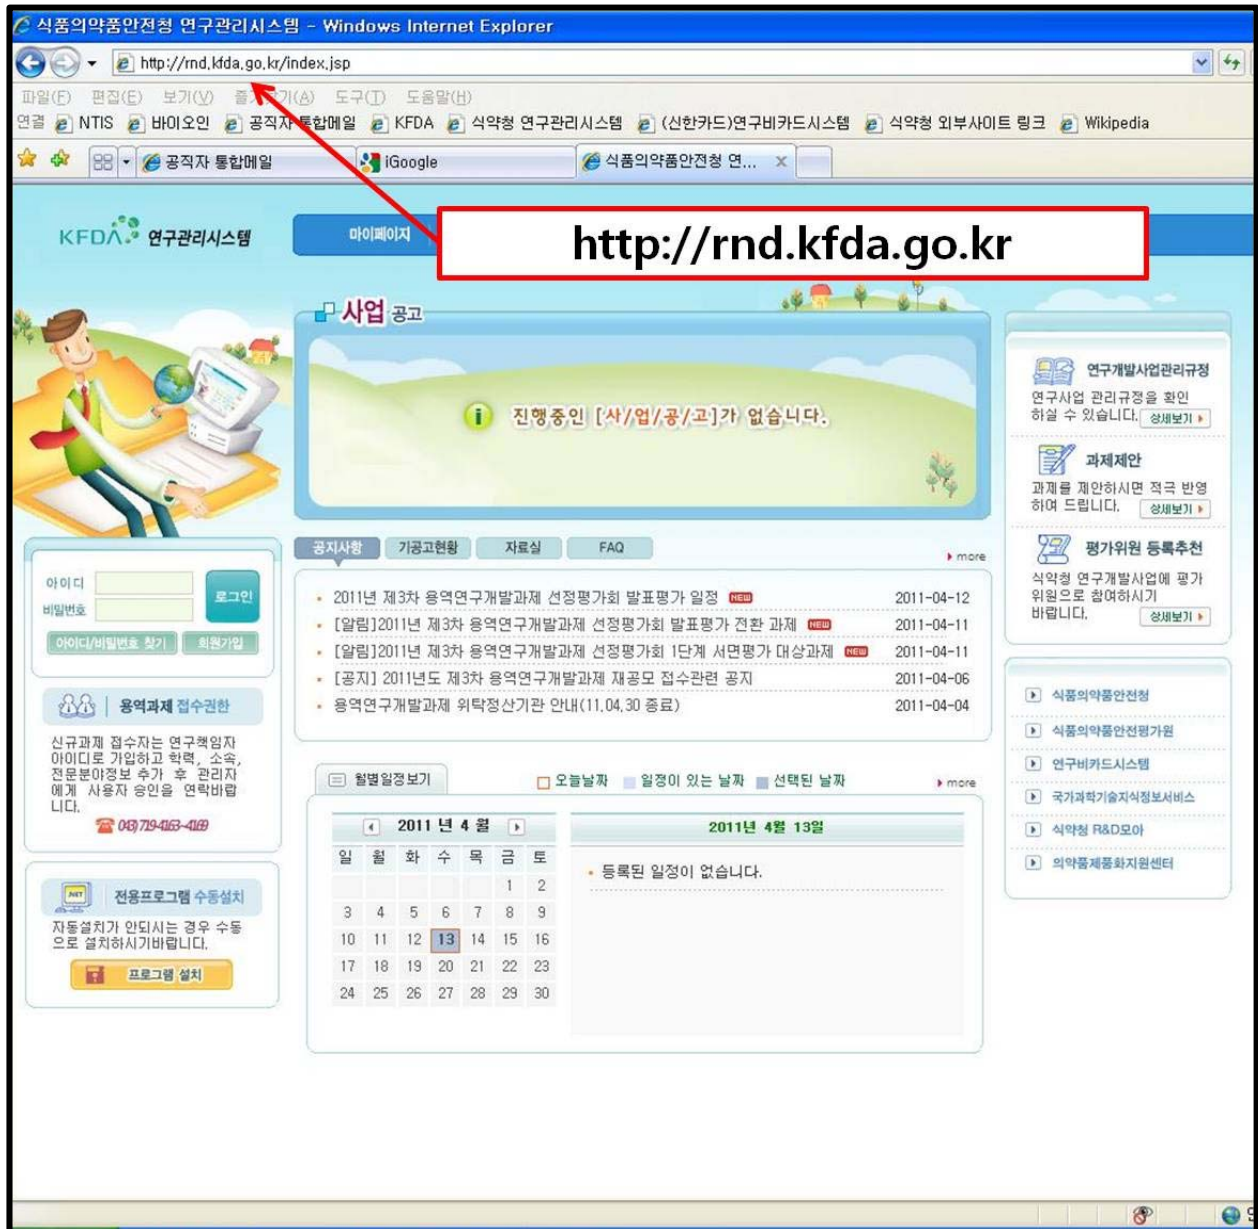 식품의약품안전청 연구관리시스템 - Windows Internet Explorer
http://rnd.kfda.go.kr/index.jsp
파일(F) 편집(E) 보기(V) 도구(T) 도움말(H)
연결 NTIS 바이오인 공직자 통합메일 KFDA 식약청 연구관리시스템 (신한카드)연구비카드시스템 식약청 외부사이트 링크 Wikipedia
공직자 통합메일 iGoogle 식품의약품안전청 연... x
KFDA 연구관리시스템
마이페이지
http://rnd.kfda.go.kr
사업 공고
진행중인 [사/업/공/고]가 없습니다.
연구개발사업관리규정
연구사업 관리규정을 확인
하실 수 있습니다. 상세보기
과제제안
과제를 제안하시면 적극 반영
하여 드립니다. 상세보기
평가위원 등록추천
식약청 연구개발사업에 평가
위원으로 참여하시기
바랍니다. 상세보기
아이디
비밀번호
로그인
아이디/비밀번호 찾기 회원가입
공지사항 기공고현황 자료실 FAQ more
2011년 제3차 용역연구개발과제 선정평가회 발표평가 일정 NEW 2011-04-12
[알림]2011년 제3차 용역연구개발과제 선정평가회 발표평가 전환 과제 NEW 2011-04-11
[알림]2011년 제3차 용역연구개발과제 선정평가회 1단계 서면평가 대상과제 NEW 2011-04-11
[공지] 2011년도 제3차 용역연구개발과제 재공모 접수관련 공지 2011-04-06
용역연구개발과제 위탁정산기관 안내(11.04.30 종료) 2011-04-04
용역과제 접수권한
신규과제 접수자는 연구책임자
아이디로 가입하고 학력, 소속,
전문분야정보 추가 후 관리자
에게 사용자 승인을 연락바랍
니다.
043) 719-4163~4169
.NET 전용프로그램 수동설치
자동설치가 안되시는 경우 수동
으로 설치하시기바랍니다.
프로그램 설치
월별일정보기 오늘날짜 일정이 있는 날짜 선택된 날짜 more
2011 년 4 월
일 월 화 수 목 금 토
1 2
3 4 5 6 7 8 9
10 11 12 13 14 15 16
17 18 19 20 21 22 23
24 25 26 27 28 29 30
2011년 4월 13일
등록된 일정이 없습니다.
식품의약품안전청
식품의약품안전평가원
연구비카드시스템
국가과학기술지식정보서비스
식약청 R&D모아
의약품제품화지원센터